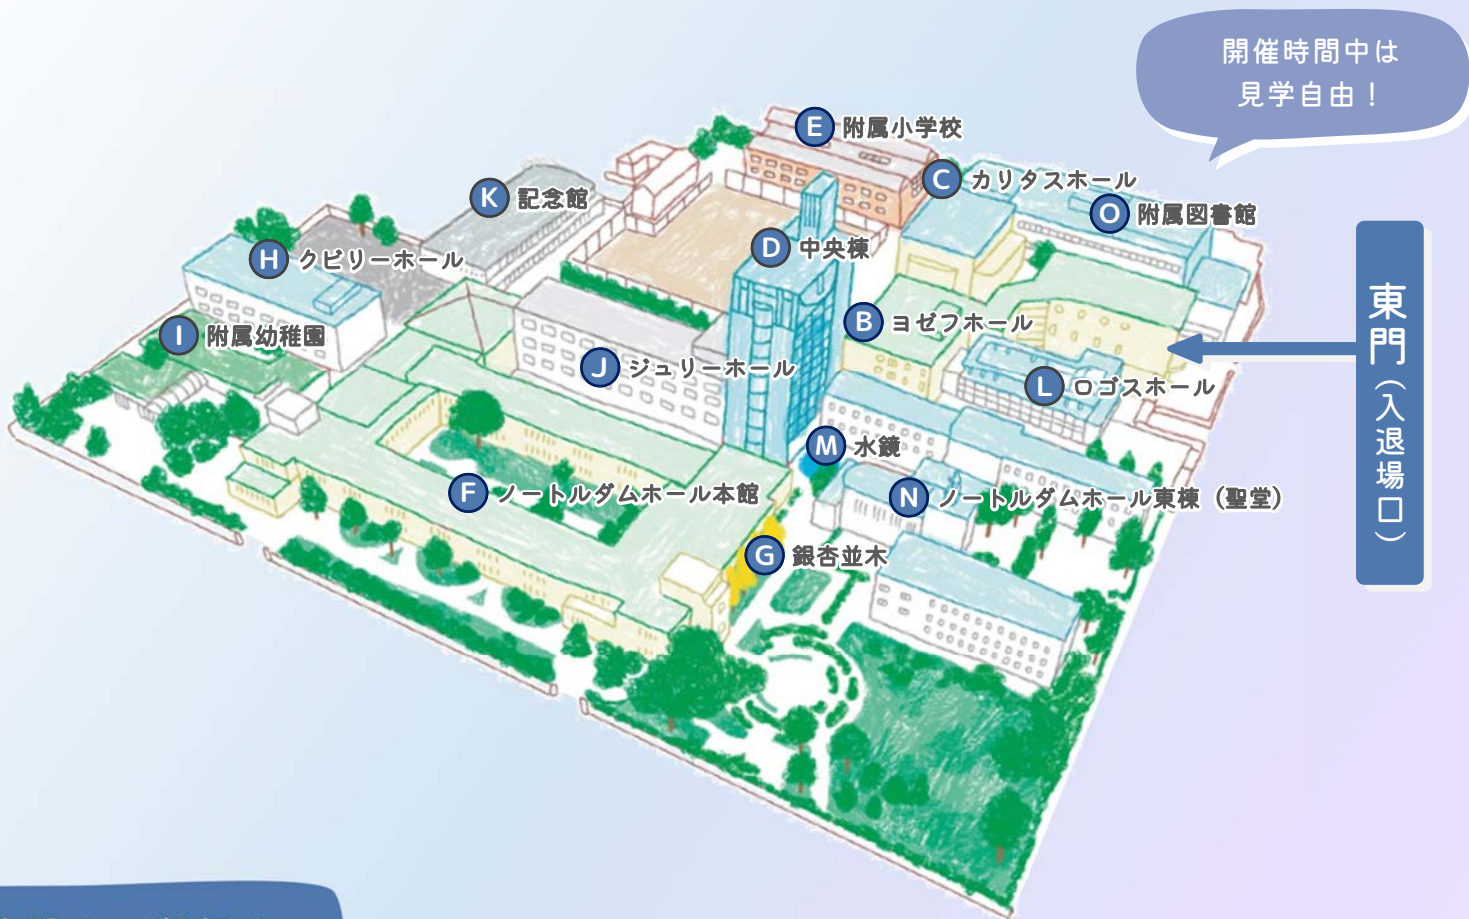 開催時間中は
見学自由！
E 附属小学校
C カリタスホール
K 記念館
O 附属図書館
D 中央棟
H クビリーホール
B ヨゼフホール
I 附属幼稚園
J ジュリーホール
L ロゴスホール
東門（入退場口）
M 水鏡
F ノートルダムホール本館
N ノートルダムホール東棟（聖堂）
G 銀杏並木